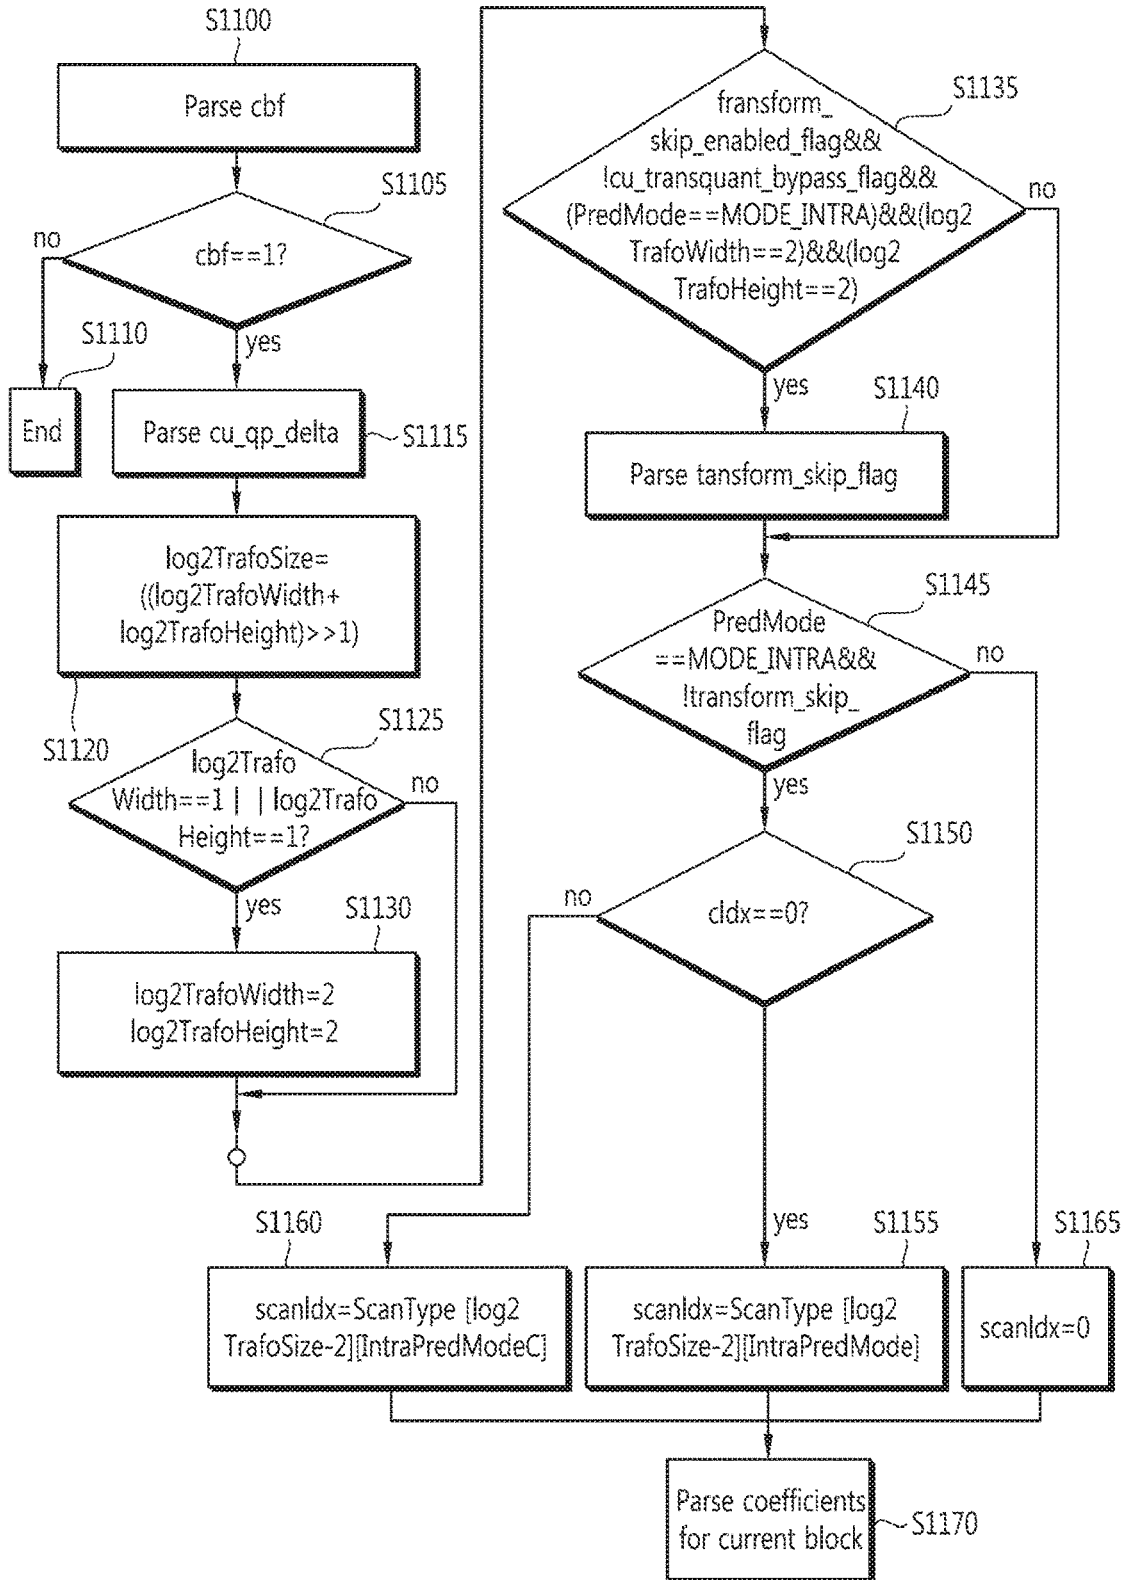 S1100
Parse cbf
S1105
cbf==1?
no
yes
S1110
End
Parse cu_qp_delta
S1115
log2TrafoSize=
((log2TrafoWidth+
log2TrafoHeight)>>1)
S1120
S1125
log2Trafo
Width==1 | | log2Trafo
Height==1?
no
yes
S1130
log2TrafoWidth=2
log2TrafoHeight=2
S1135
fransform_
skip_enabled_flag&&
!cu_transquant_bypass_flag&&
(PredMode==MODE_INTRA)&&(log2
TrafoWidth==2)&&(log2
TrafoHeight==2)
no
yes
S1140
Parse tansform_skip_flag
S1145
PredMode
==MODE_INTRA&&
!transform_skip_
flag
no
yes
S1150
cIdx==0?
no
yes
S1160
scanIdx=ScanType [log2
TrafoSize-2][IntraPredModeC]
S1155
scanIdx=ScanType [log2
TrafoSize-2][IntraPredMode]
S1165
scanIdx=0
Parse coefficients
for current block
S1170